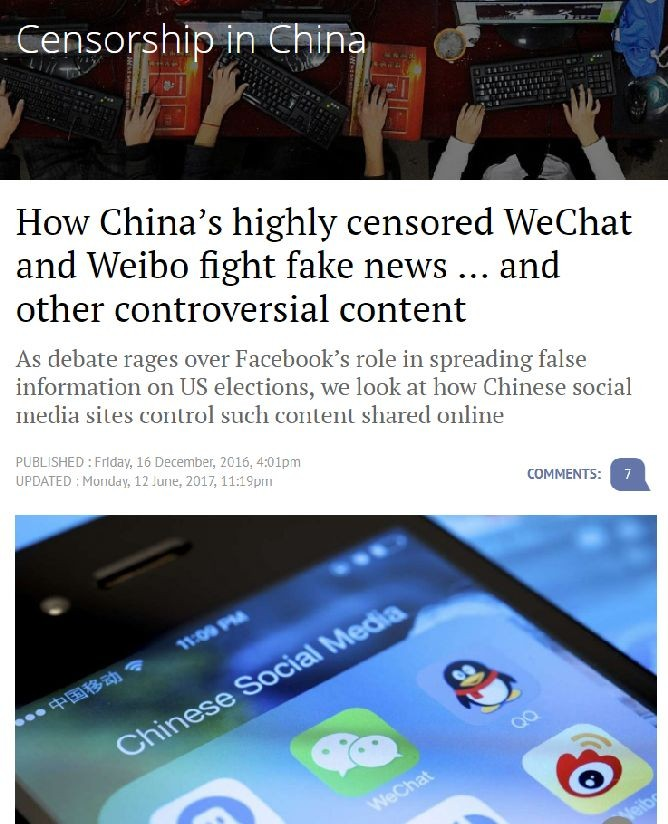 Censorship in China
How China's highly censored WeChat
and Weibo fight fake news ... and
other controversial content
As debate rages over Facebook's role in spreading false
information on US elections, we look at how Chinese social
media sites control such content shared online
PUBLISHED : Friday, 16 December, 2016, 4:01pm
UPDATED : Monday, 12 June, 2017, 11:19pm
COMMENTS: 7
中国移动 11:09 PM
Chinese Social Media
QQ
WeChat
Weibo